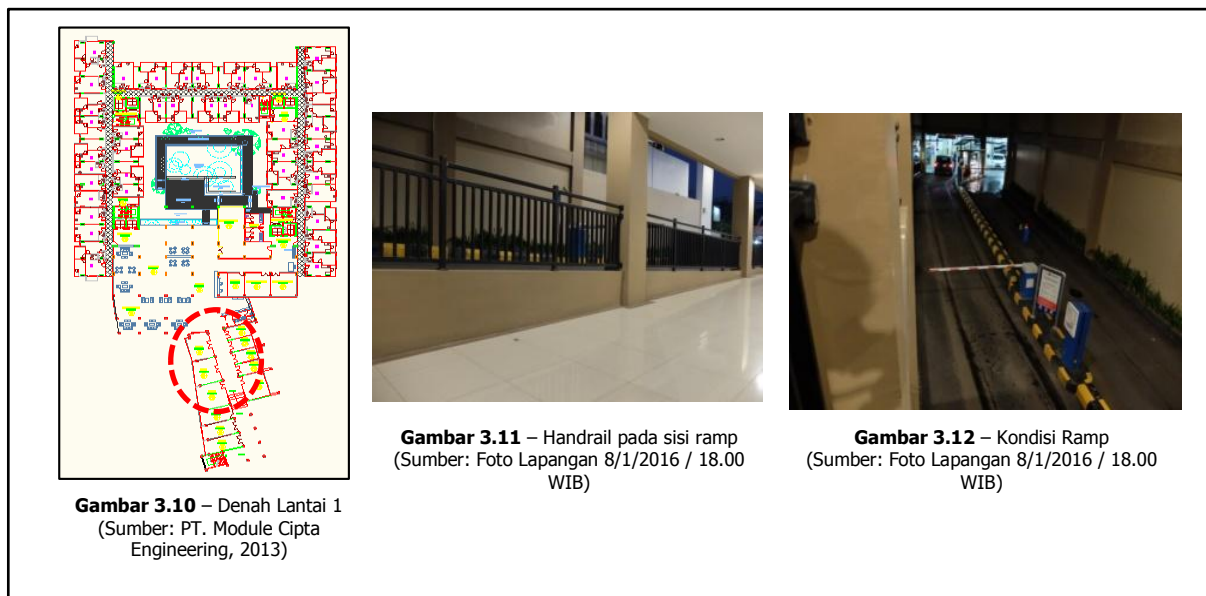 Gambar 3.10 – Denah Lantai 1
(Sumber: PT. Module Cipta
Engineering, 2013)
Gambar 3.11 – Handrail pada sisi ramp
(Sumber: Foto Lapangan 8/1/2016 / 18.00
WIB)
Gambar 3.12 – Kondisi Ramp
(Sumber: Foto Lapangan 8/1/2016 / 18.00
WIB)